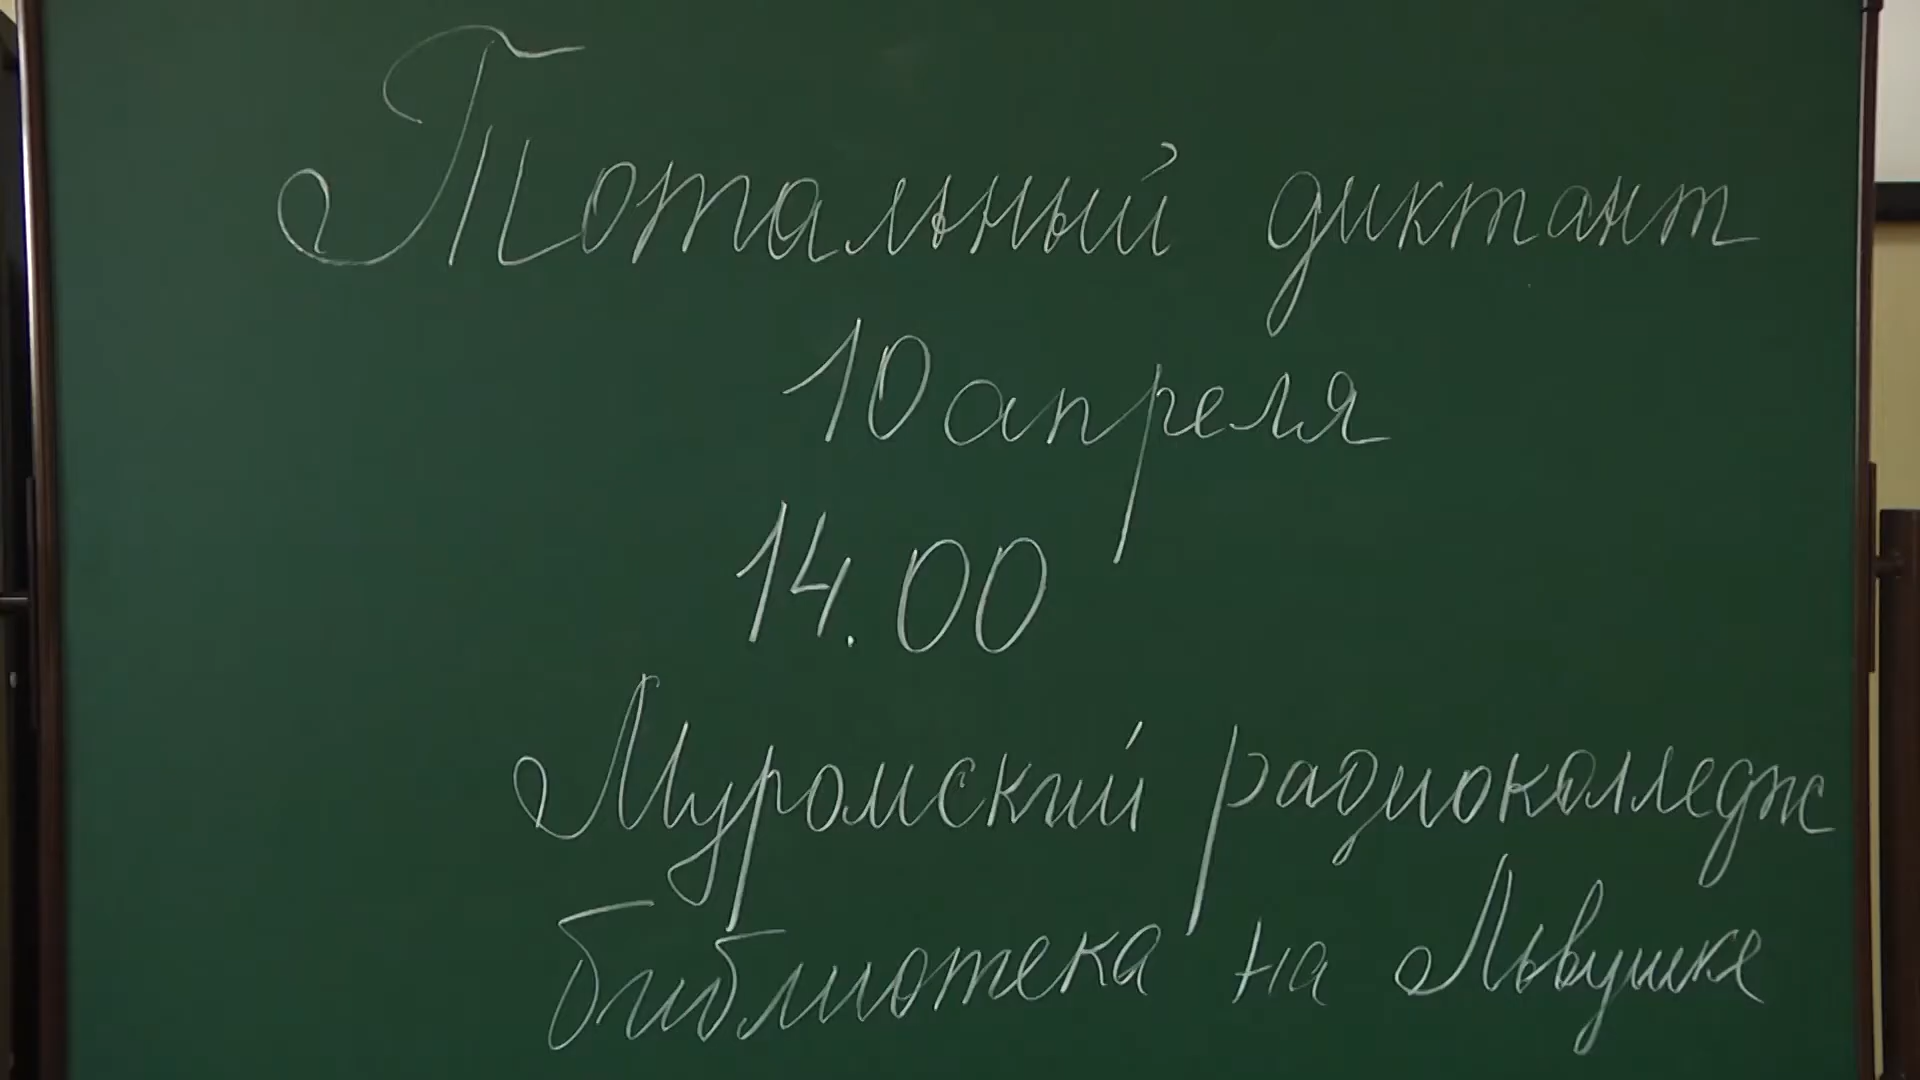 Тотальный диктант
10 апреля
14.00
Муромский радиоколледж
библиотека на Львушке